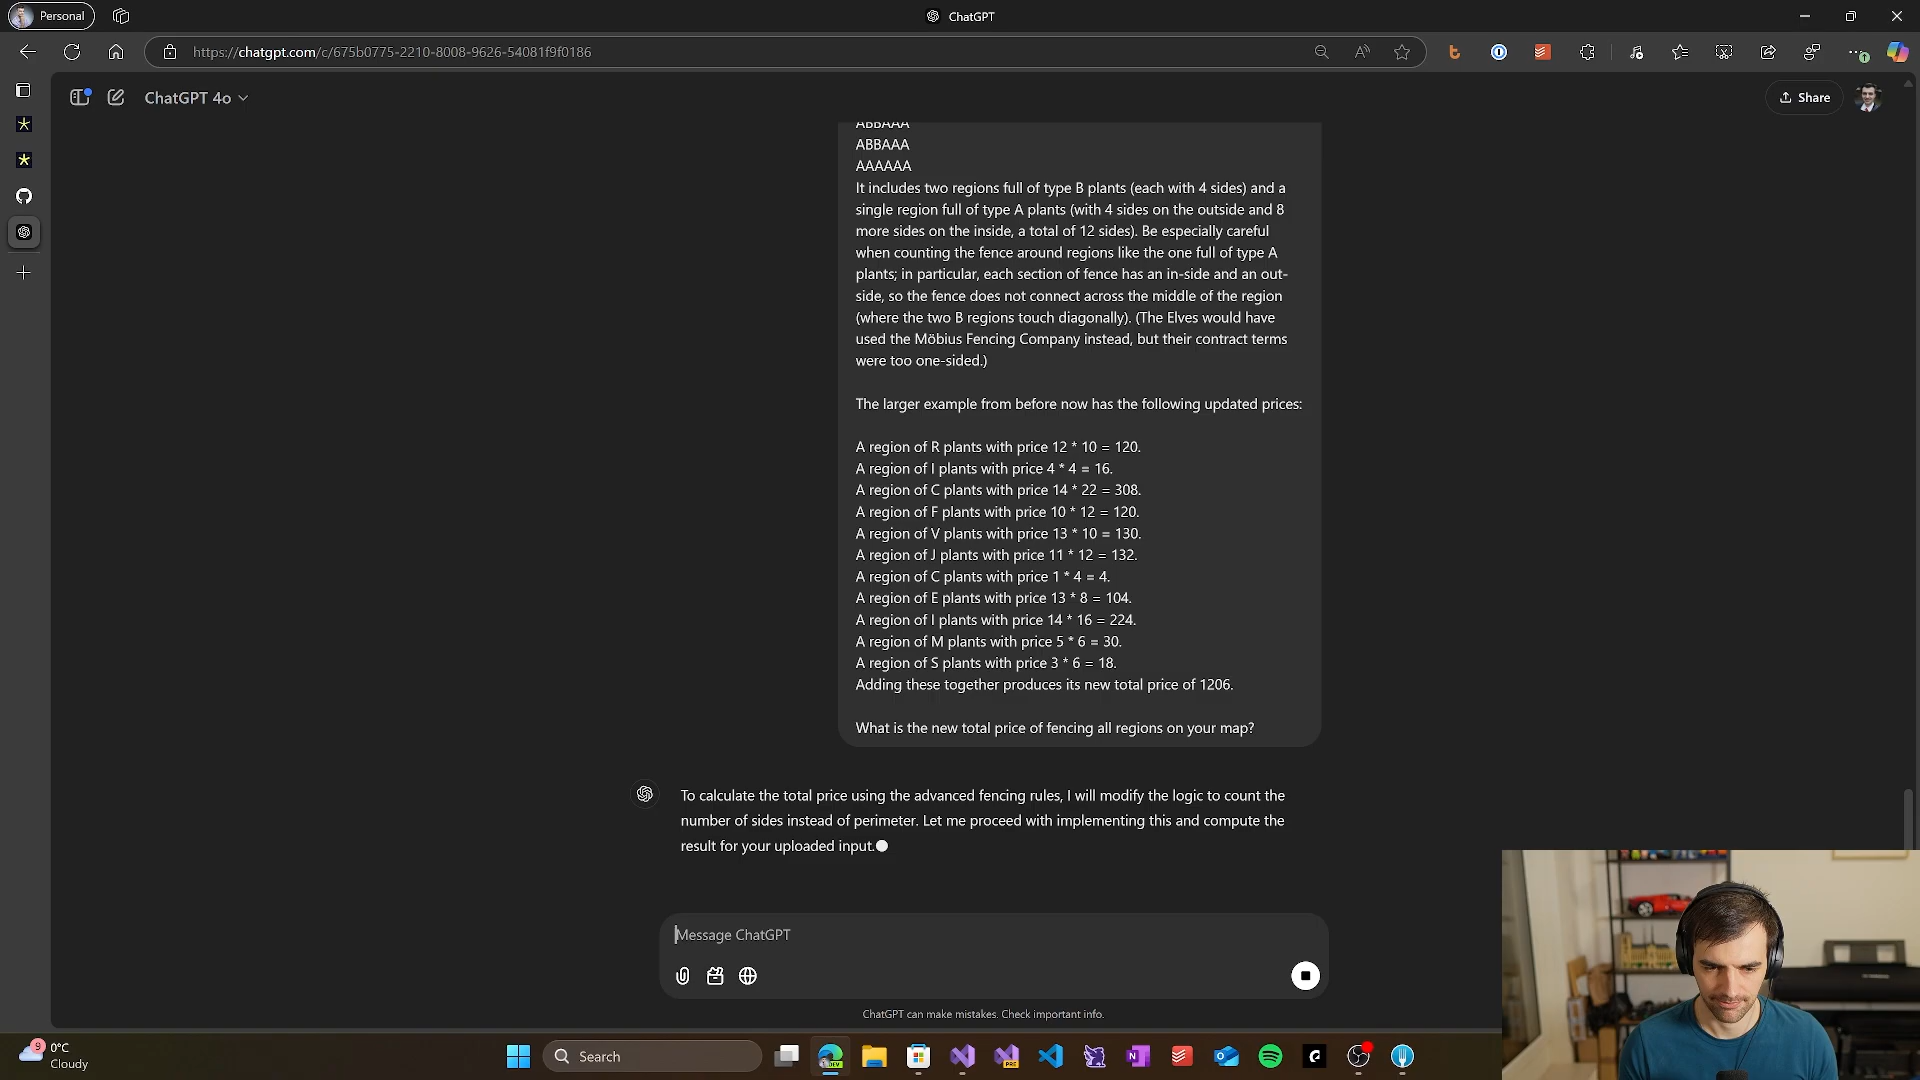 Personal
ChatGPT
https://chatgpt.com/c/675b0775-2210-8008-9626-54081f9f0186
ChatGPT 4o
Share
ABBAAA
ABBAAA
AAAAAA
It includes two regions full of type B plants (each with 4 sides) and a
single region full of type A plants (with 4 sides on the outside and 8
more sides on the inside, a total of 12 sides). Be especially careful
when counting the fence around regions like the one full of type A
plants; in particular, each section of fence has an in-side and an out-
side, so the fence does not connect across the middle of the region
(where the two B regions touch diagonally). (The Elves would have
used the Möbius Fencing Company instead, but their contract terms
were too one-sided.)
The larger example from before now has the following updated prices:
A region of R plants with price 12 * 10 = 120.
A region of I plants with price 4 * 4 = 16.
A region of C plants with price 14 * 22 = 308.
A region of F plants with price 10 * 12 = 120.
A region of V plants with price 13 * 10 = 130.
A region of J plants with price 11 * 12 = 132.
A region of C plants with price 1 * 4 = 4.
A region of E plants with price 13 * 8 = 104.
A region of I plants with price 14 * 16 = 224.
A region of M plants with price 5 * 6 = 30.
A region of S plants with price 3 * 6 = 18.
Adding these together produces its new total price of 1206.
What is the new total price of fencing all regions on your map?
To calculate the total price using the advanced fencing rules, I will modify the logic to count the
number of sides instead of perimeter. Let me proceed with implementing this and compute the
result for your uploaded input.
Message ChatGPT
ChatGPT can make mistakes. Check important info.
9
0°C
Cloudy
Search
DEV
PRE